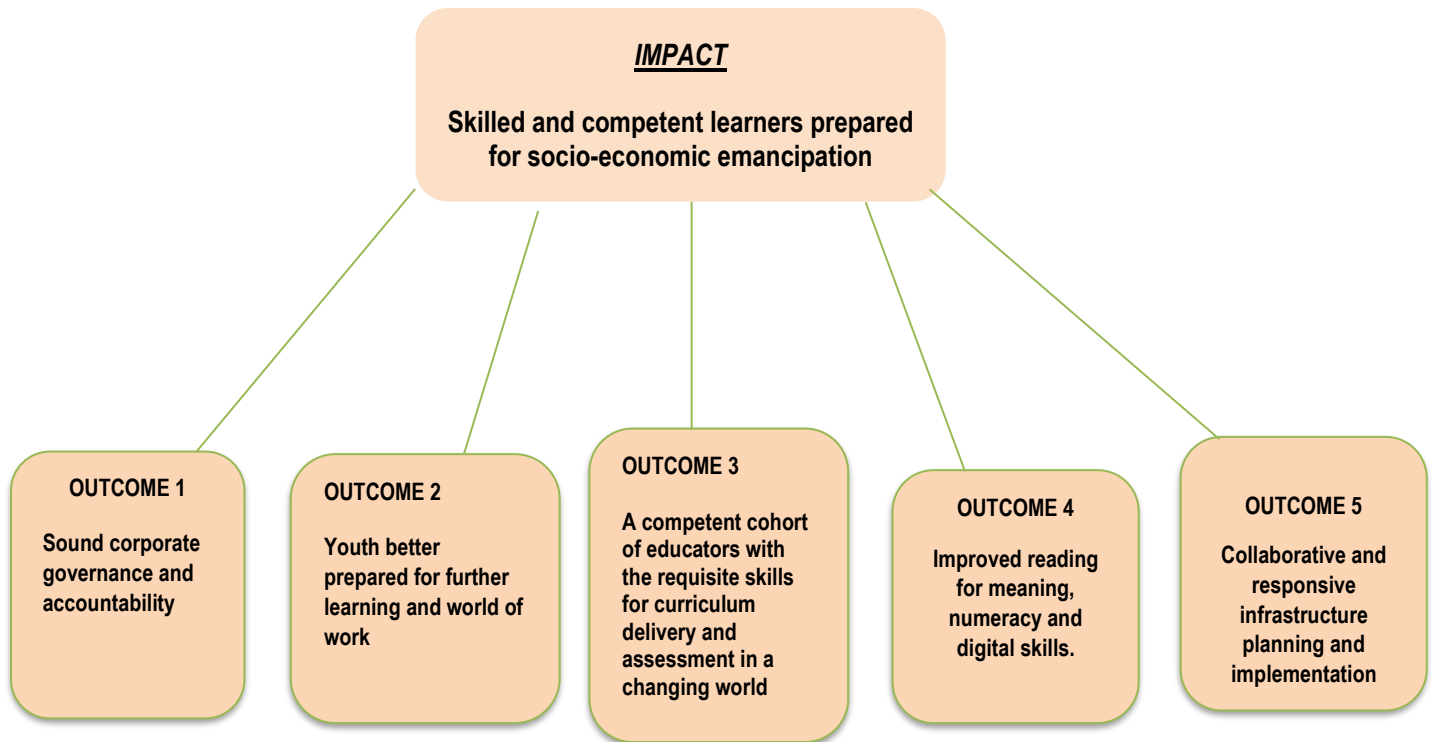 IMPACT
Skilled and competent learners prepared
for socio-economic emancipation
OUTCOME 1
Sound corporate
governance and
accountability
OUTCOME 2
Youth better
prepared for further
learning and world of
work
OUTCOME 3
A competent cohort
of educators with
the requisite skills
for curriculum
delivery and
assessment in a
changing world
OUTCOME 4
Improved reading
for meaning,
numeracy and
digital skills.
OUTCOME 5
Collaborative and
responsive
infrastructure
planning and
implementation